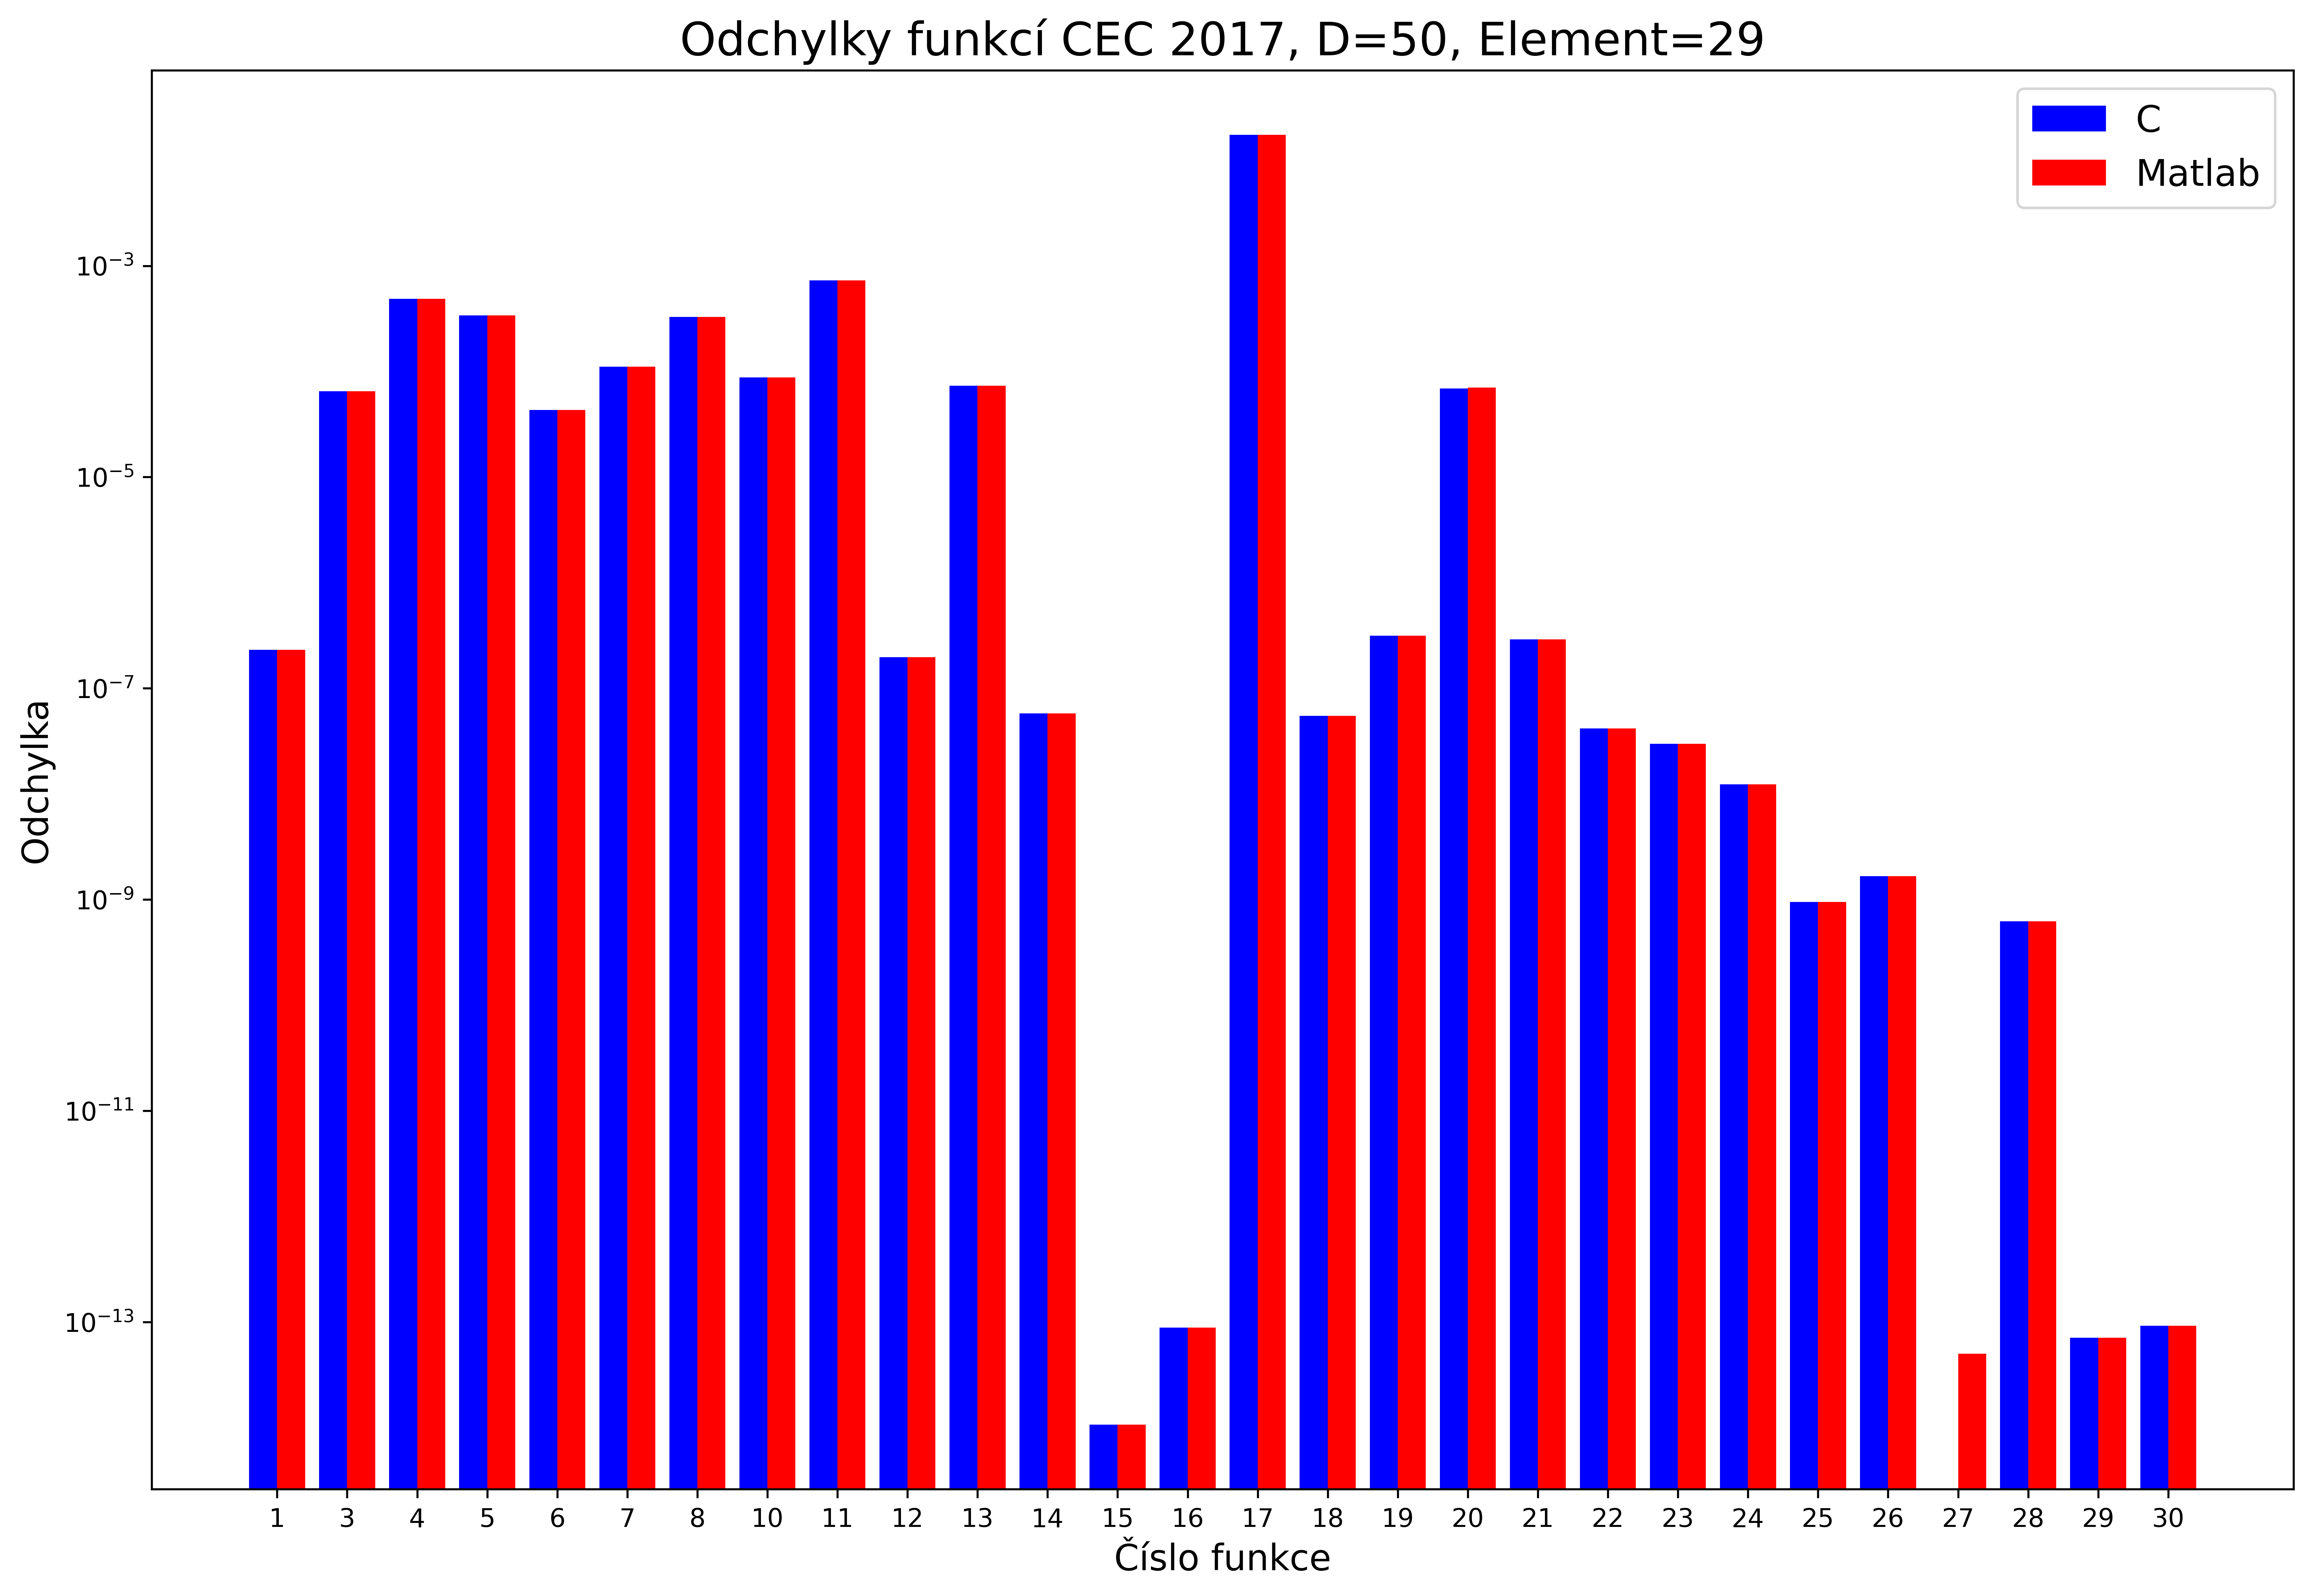 Odchylky funkcí CEC 2017, D=50, Element=29
C
Matlab
Odchylka
10⁻³
10⁻⁵
10⁻⁷
10⁻⁹
10⁻¹¹
10⁻¹³
1 3 4 5 6 7 8 10 11 12 13 14 15 16 17 18 19 20 21 22 23 24 25 26 27 28 29 30
Číslo funkce